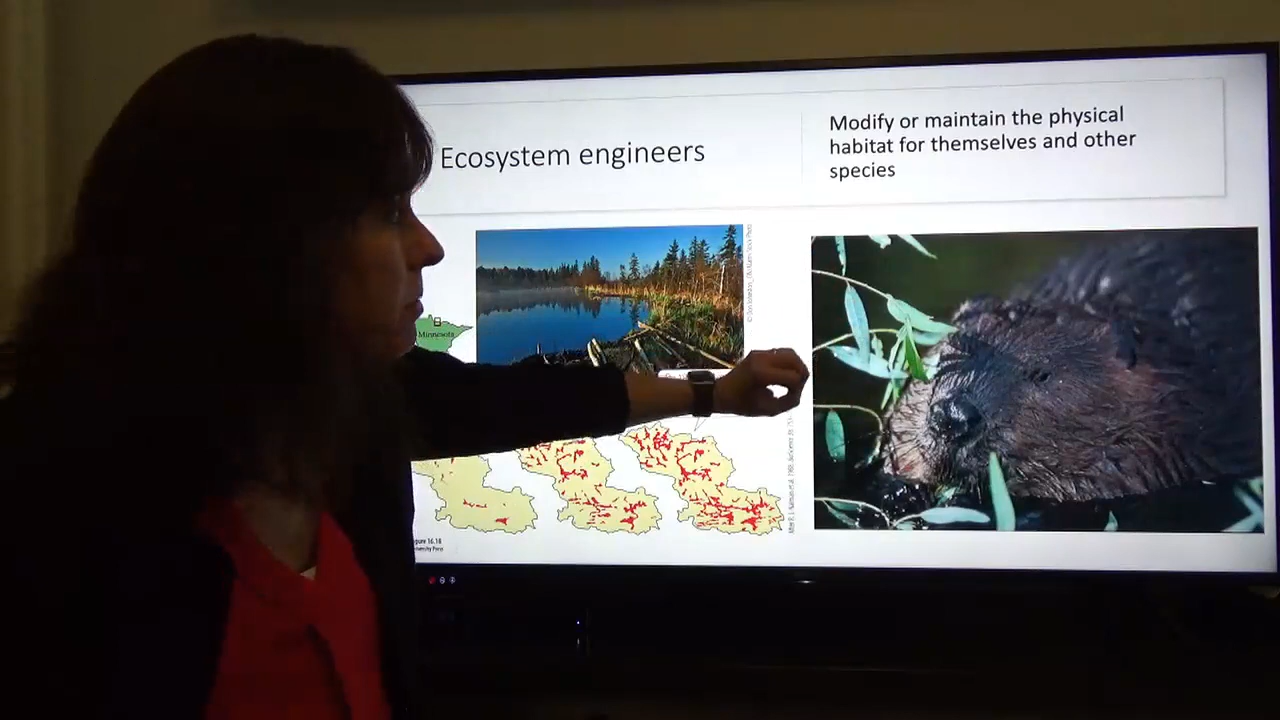 Ecosystem engineers
Modify or maintain the physical
habitat for themselves and other
species
Minnesota